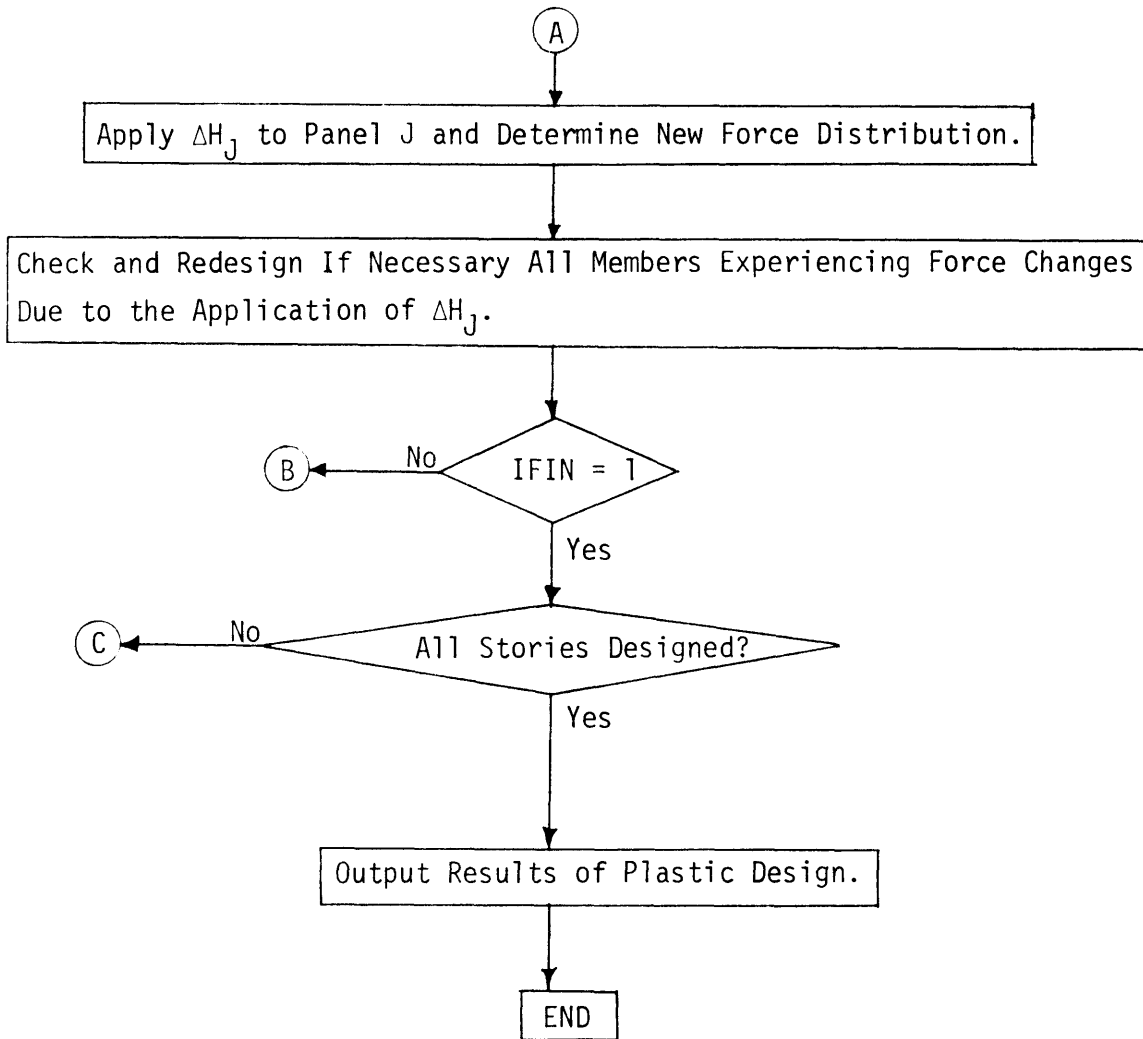 A
Apply ΔH_J to Panel J and Determine New Force Distribution.
Check and Redesign If Necessary All Members Experiencing Force Changes
Due to the Application of ΔH_J.
B
No
IFIN = 1
Yes
C
No
All Stories Designed?
Yes
Output Results of Plastic Design.
END